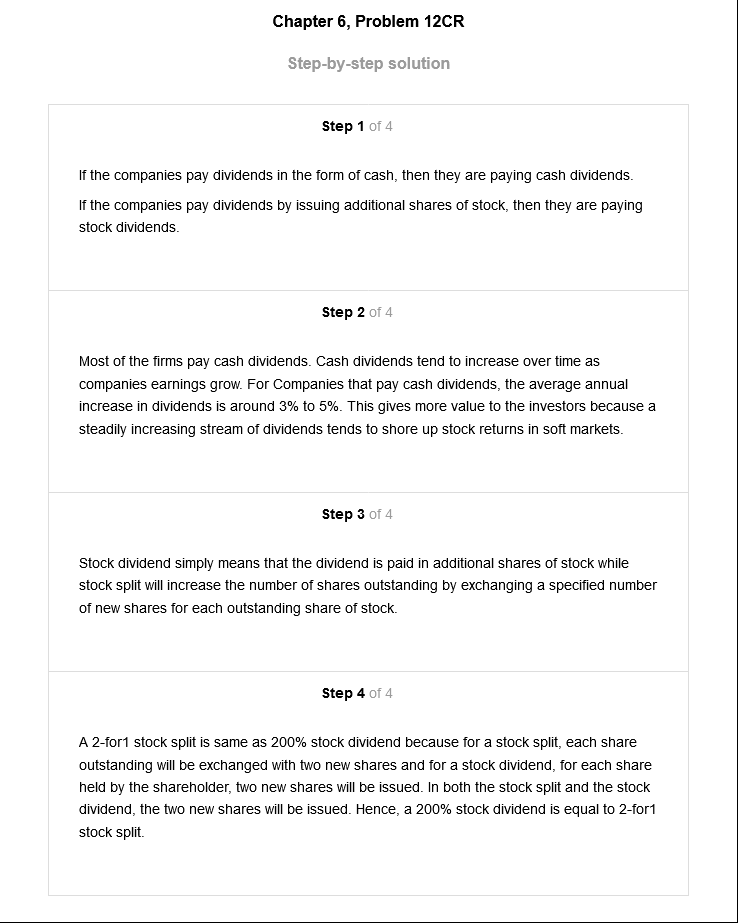 Chapter 6, Problem 12CR
Step-by-step solution
Step 1 of 4
If the companies pay dividends in the form of cash, then they are paying cash dividends.
If the companies pay dividends by issuing additional shares of stock, then they are paying
stock dividends.
Step 2 of 4
Most of the firms pay cash dividends. Cash dividends tend to increase over time as
companies earnings grow. For Companies that pay cash dividends, the average annual
increase in dividends is around 3% to 5%. This gives more value to the investors because a
steadily increasing stream of dividends tends to shore up stock returns in soft markets.
Step 3 of 4
Stock dividend simply means that the dividend is paid in additional shares of stock while
stock split will increase the number of shares outstanding by exchanging a specified number
of new shares for each outstanding share of stock.
Step 4 of 4
A 2-for1 stock split is same as 200% stock dividend because for a stock split, each share
outstanding will be exchanged with two new shares and for a stock dividend, for each share
held by the shareholder, two new shares will be issued. In both the stock split and the stock
dividend, the two new shares will be issued. Hence, a 200% stock dividend is equal to 2-for1
stock split.